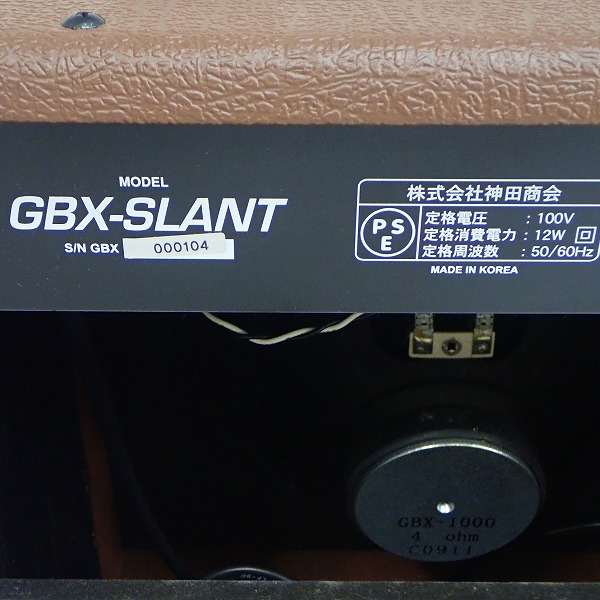 MODEL
GBX-SLANT
S/N GBX 000104
株式会社神田商会
PSE
定格電圧 : 100V
定格消費電力 : 12W
定格周波数 : 50/60Hz
MADE IN KOREA
GBX-1000
4 ohm
C0911